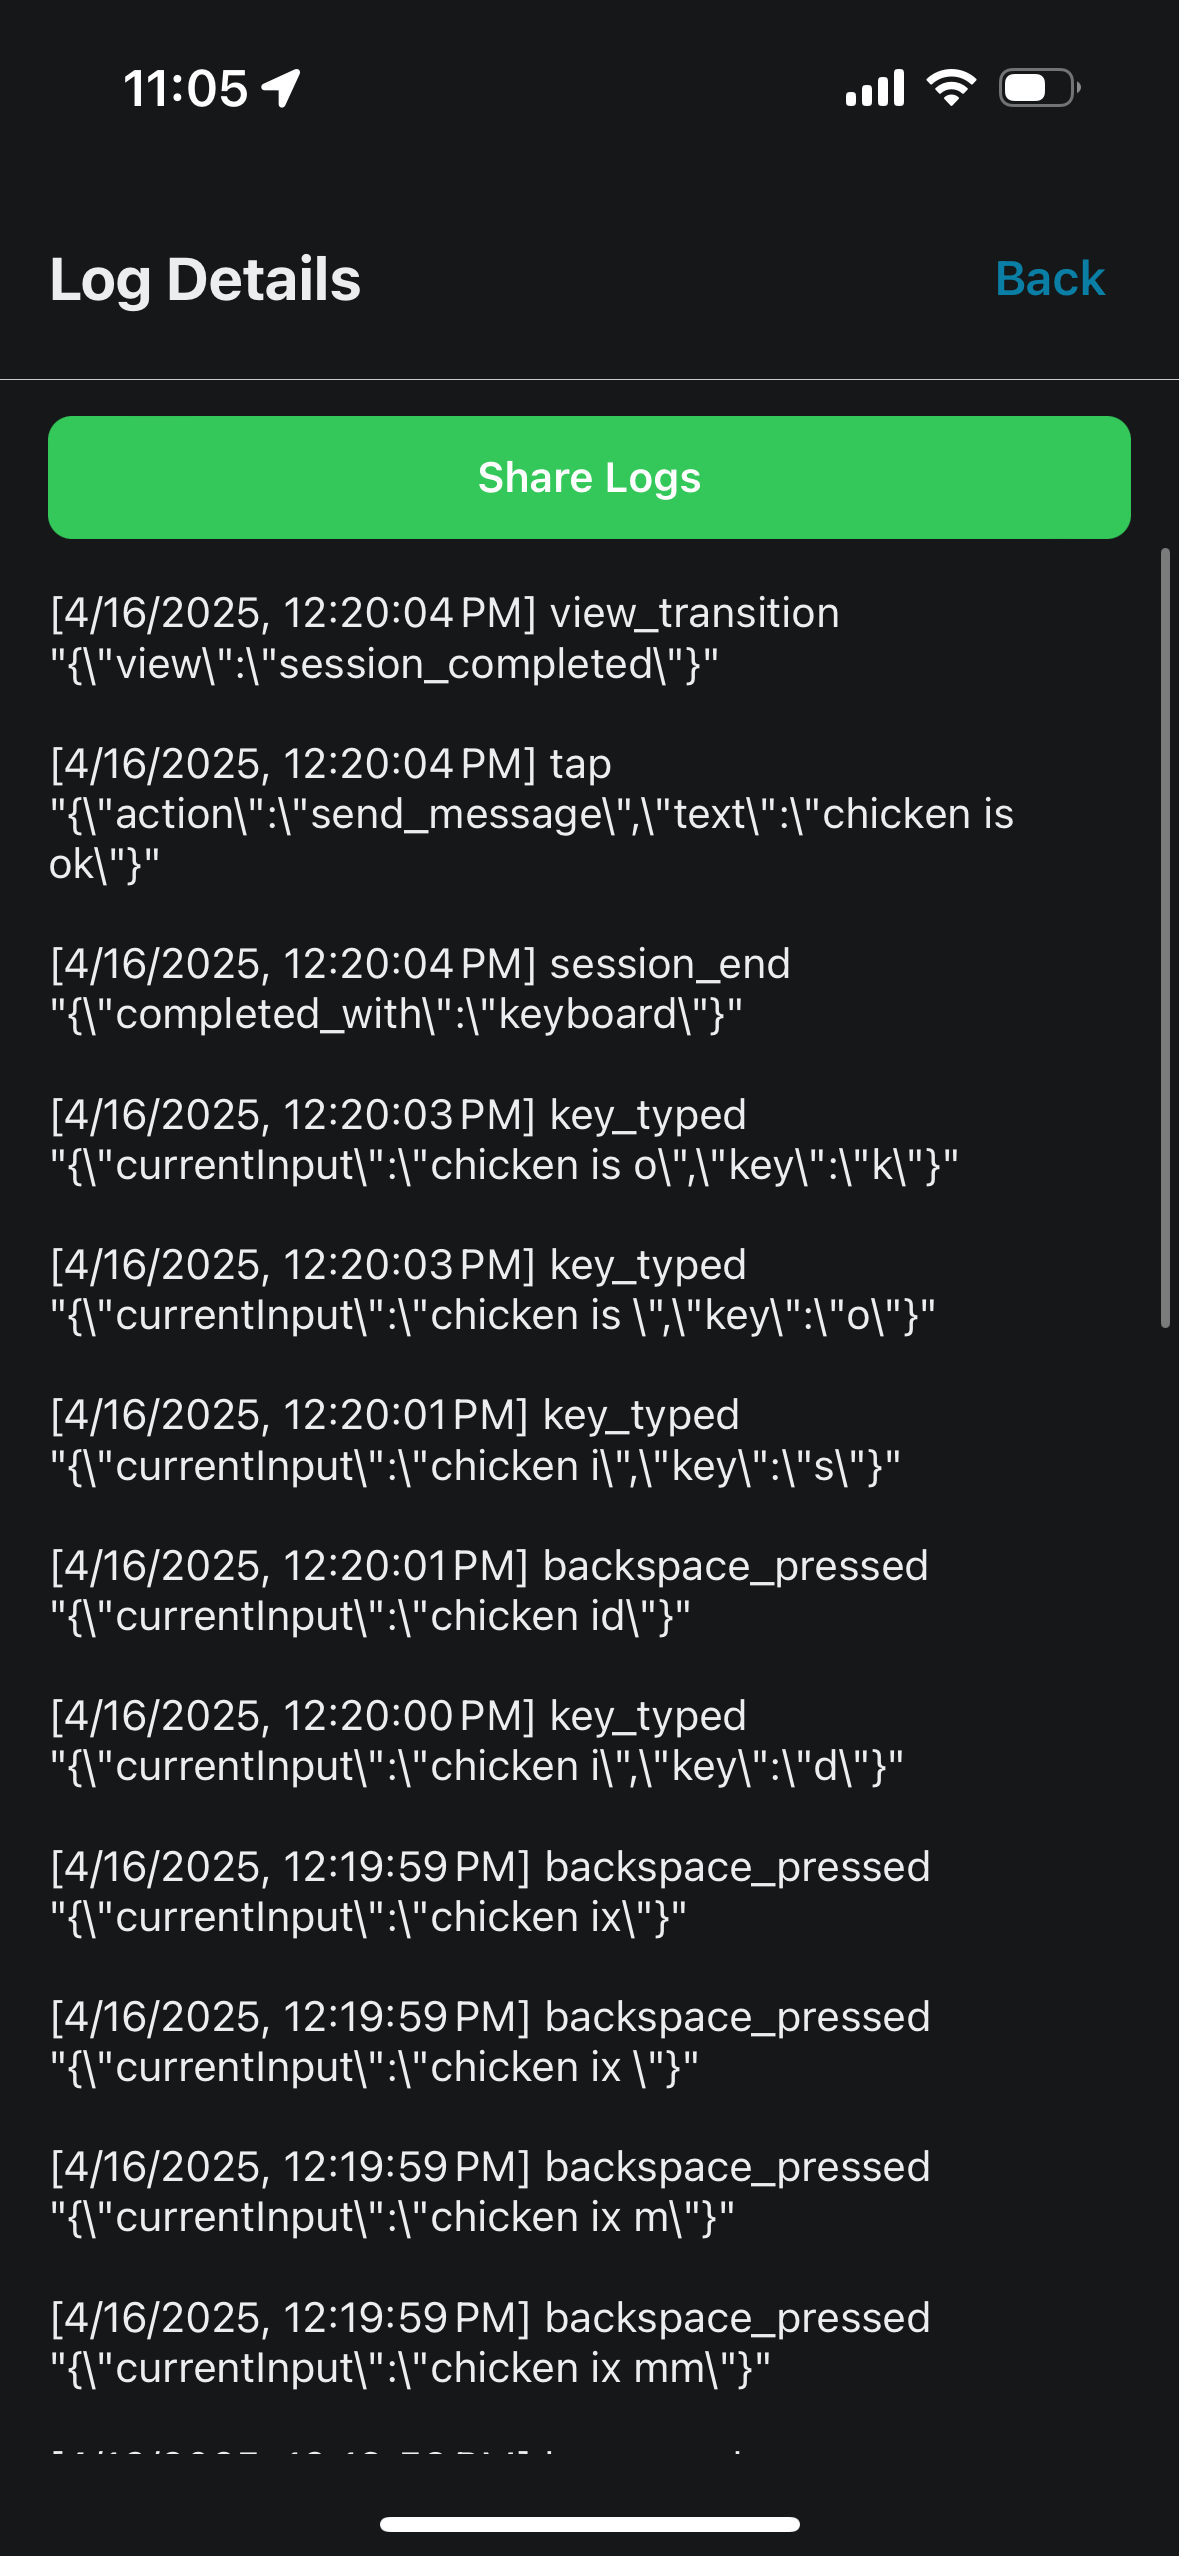 11:05
Log Details
Back
Share Logs
[4/16/2025, 12:20:04 PM] view_transition
"{\"view\":\"session_completed\"}"
[4/16/2025, 12:20:04 PM] tap
"{\"action\":\"send_message\",\"text\":\"chicken is
ok\"}"
[4/16/2025, 12:20:04 PM] session_end
"{\"completed_with\":\"keyboard\"}"
[4/16/2025, 12:20:03 PM] key_typed
"{\"currentInput\":\"chicken is o\",\"key\":\"k\"}"
[4/16/2025, 12:20:03 PM] key_typed
"{\"currentInput\":\"chicken is \",\"key\":\"o\"}"
[4/16/2025, 12:20:01 PM] key_typed
"{\"currentInput\":\"chicken i\",\"key\":\"s\"}"
[4/16/2025, 12:20:01 PM] backspace_pressed
"{\"currentInput\":\"chicken id\"}"
[4/16/2025, 12:20:00 PM] key_typed
"{\"currentInput\":\"chicken i\",\"key\":\"d\"}"
[4/16/2025, 12:19:59 PM] backspace_pressed
"{\"currentInput\":\"chicken ix\"}"
[4/16/2025, 12:19:59 PM] backspace_pressed
"{\"currentInput\":\"chicken ix \"}"
[4/16/2025, 12:19:59 PM] backspace_pressed
"{\"currentInput\":\"chicken ix m\"}"
[4/16/2025, 12:19:59 PM] backspace_pressed
"{\"currentInput\":\"chicken ix mm\"}"